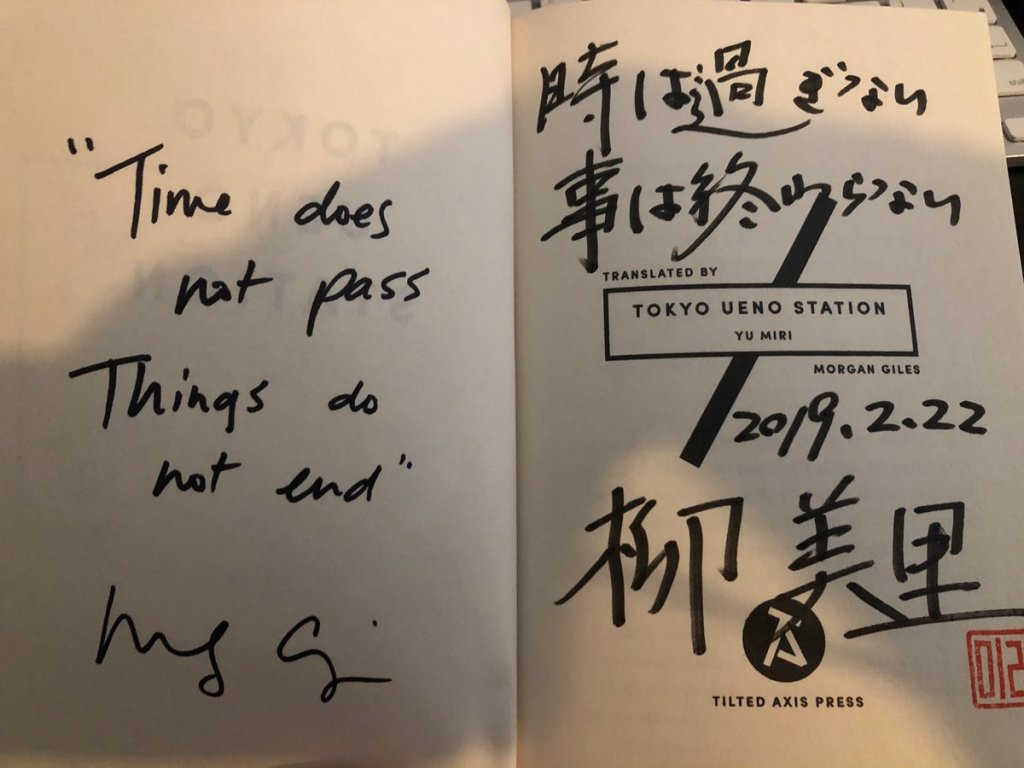 "Time does
not pass
Things do
not end"
時は過ぎない
事は終わらない
TRANSLATED BY
TOKYO UENO STATION
YU MIRI
MORGAN GILES
2019.2.22
柳美里
TILTED AXIS PRESS